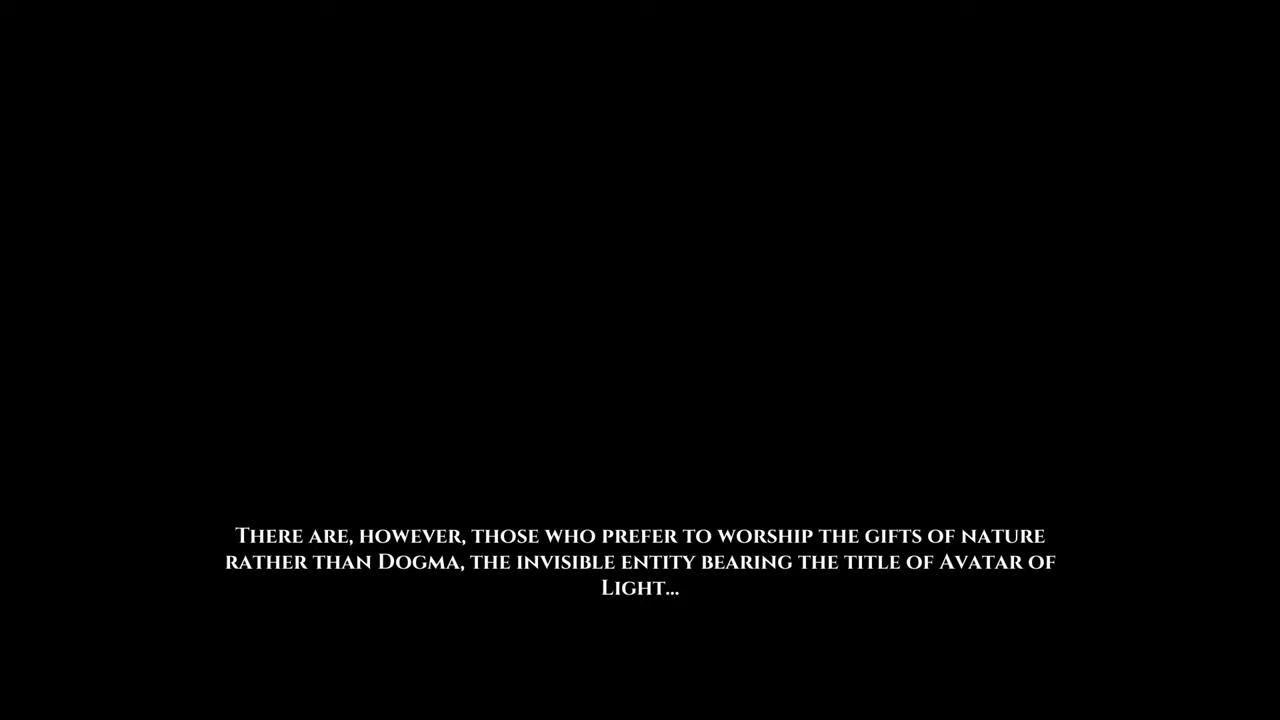 There are, however, those who prefer to worship the gifts of nature
rather than Dogma, the invisible entity bearing the title of Avatar of
Light...